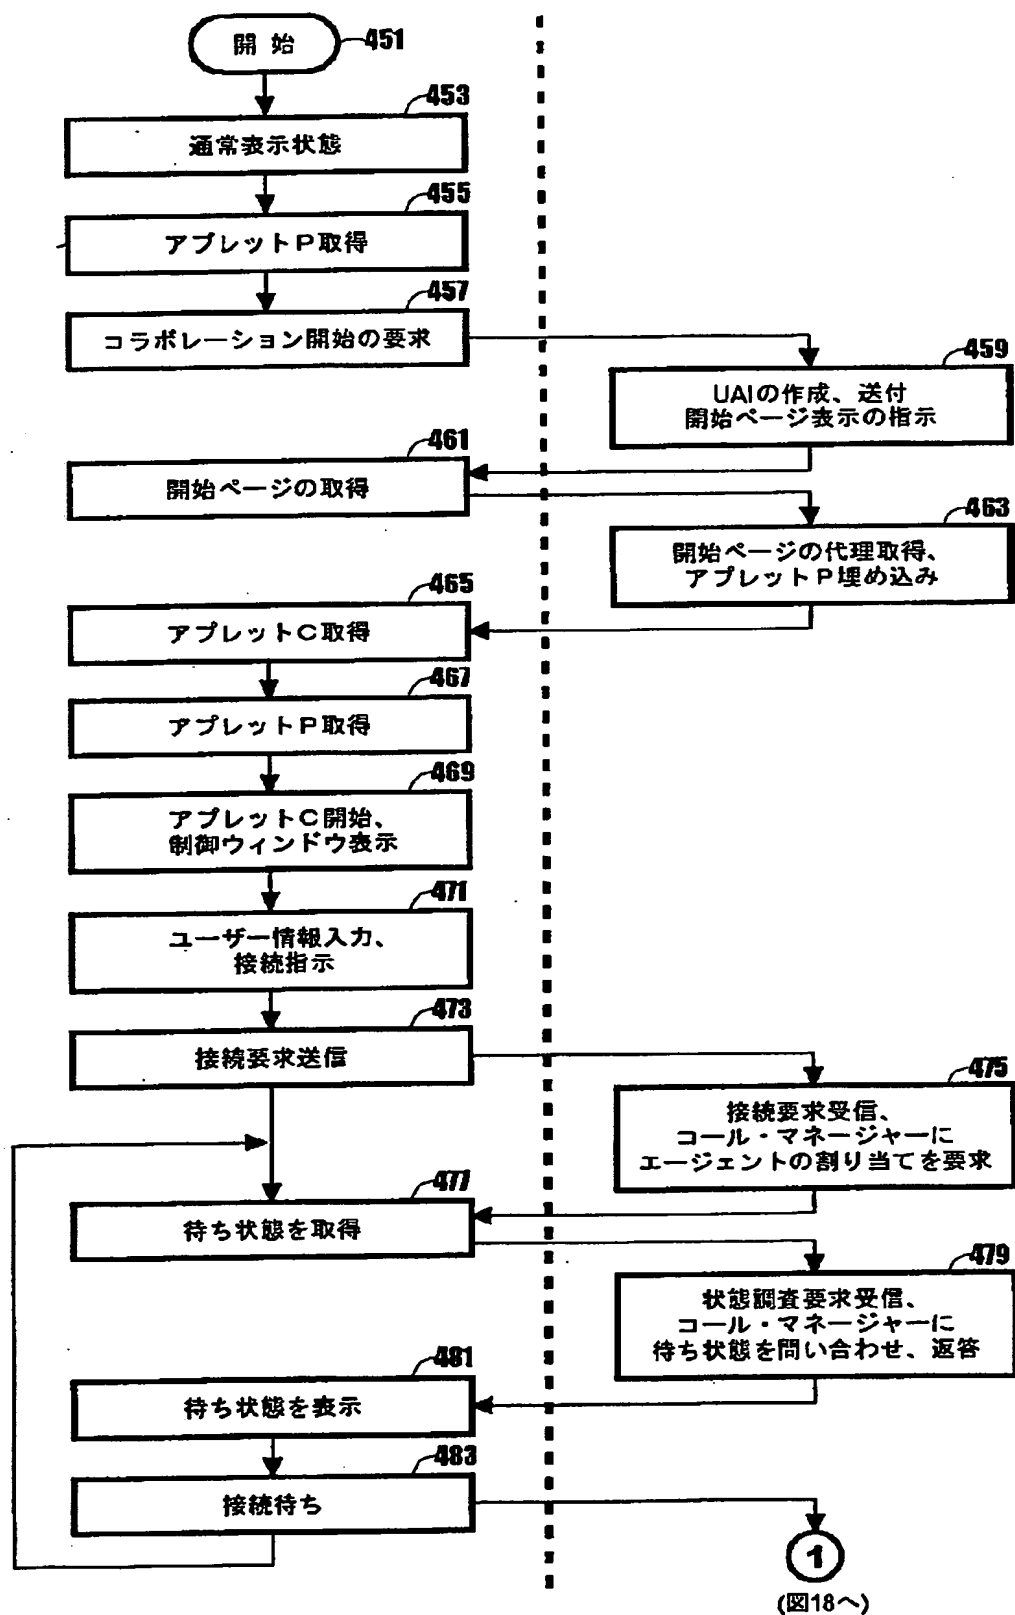 開始
451
453
通常表示状態
455
アプレットP取得
457
コラボレーション開始の要求
459
UAIの作成、送付
開始ページ表示の指示
461
開始ページの取得
463
開始ページの代理取得、
アプレットP埋め込み
465
アプレットC取得
467
アプレットP取得
469
アプレットC開始、
制御ウィンドウ表示
471
ユーザー情報入力、
接続指示
473
接続要求送信
475
接続要求受信、
コール・マネージャーに
エージェントの割り当てを要求
477
待ち状態を取得
479
状態調査要求受信、
コール・マネージャーに
待ち状態を問い合わせ、返答
481
待ち状態を表示
483
接続待ち
1
(図18へ)